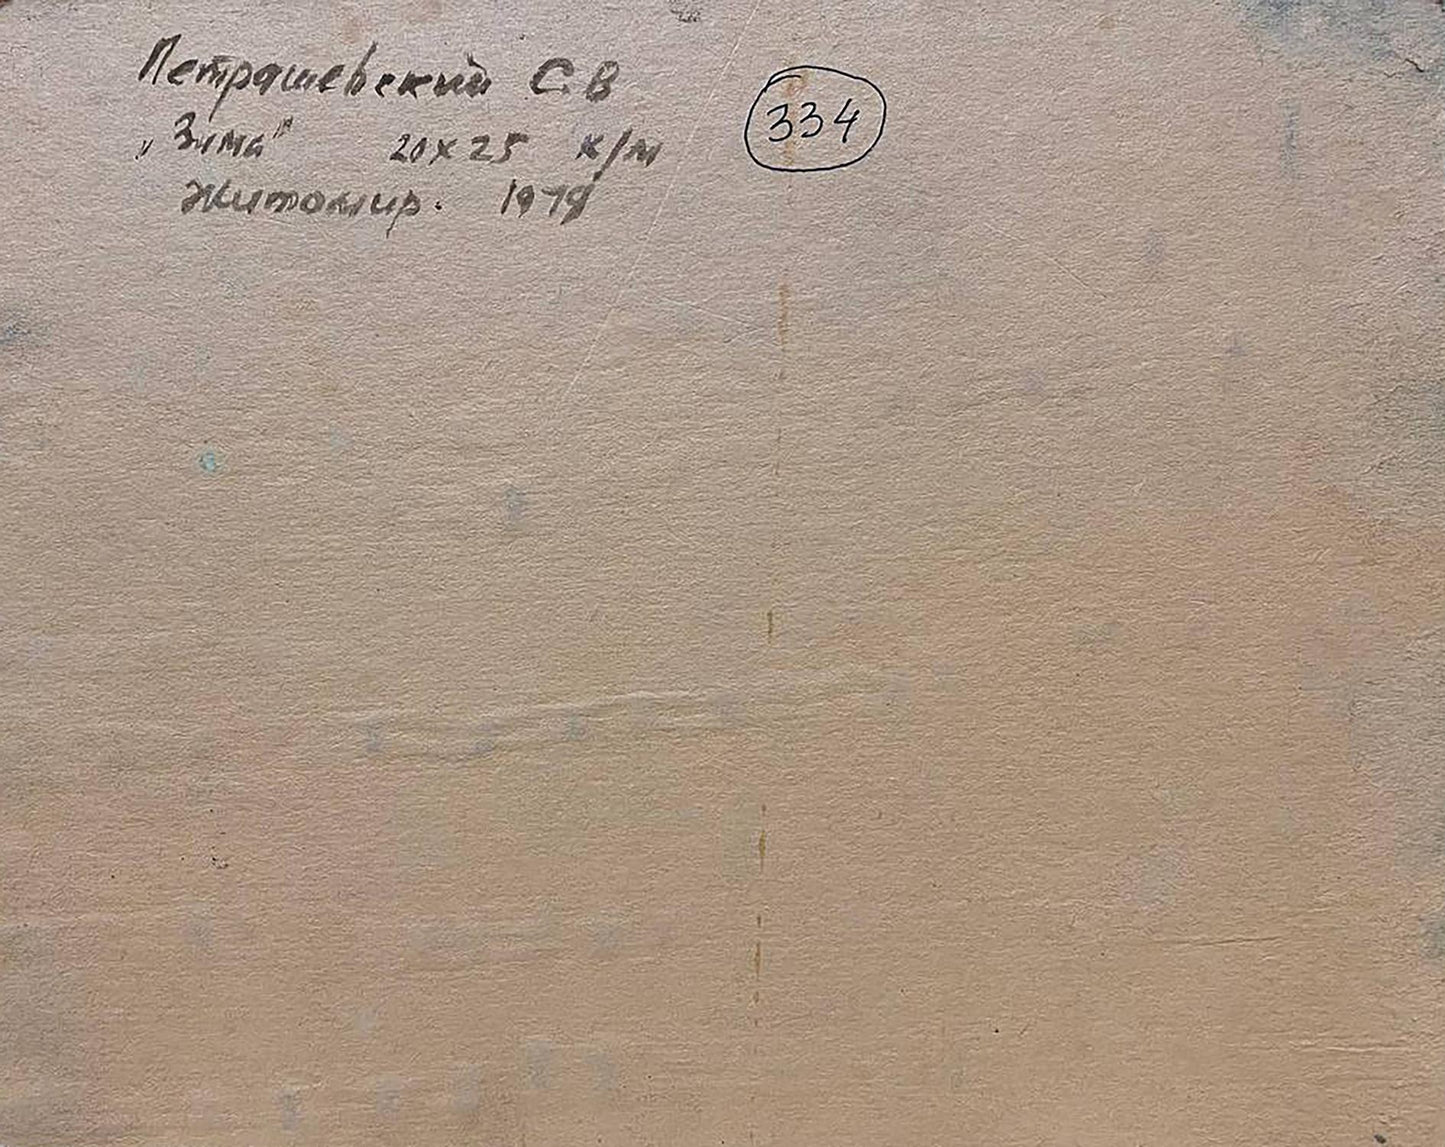 Петрашевский С В
334
„Зима" 20х25 к/м
Житомир. 1979